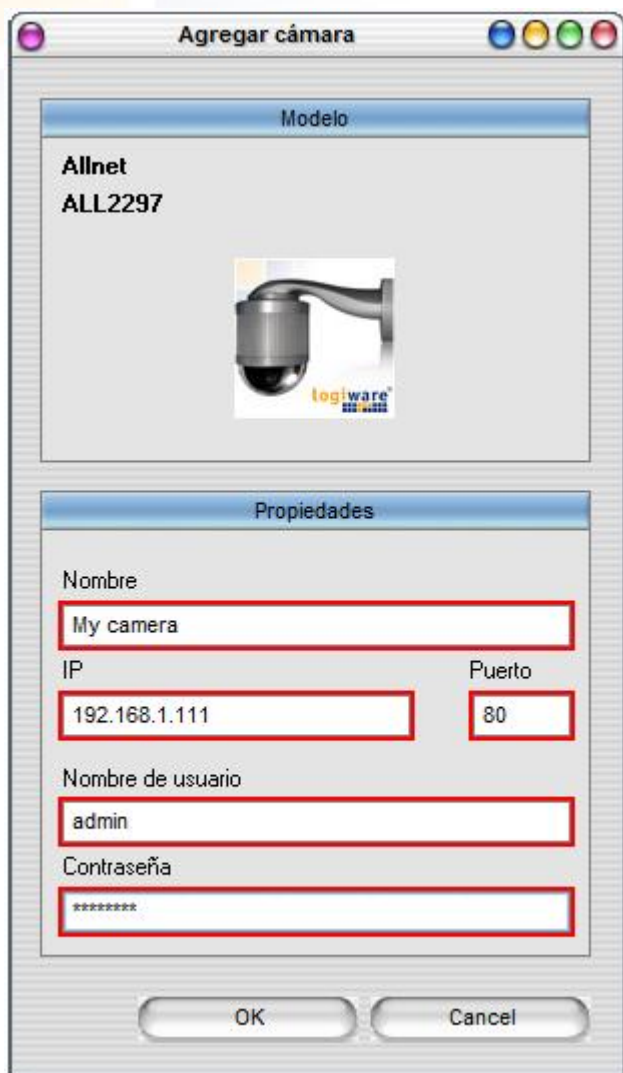 Agregar cámara
Modelo
Allnet
ALL2297
logiware
Propiedades
Nombre
My camera
IP Puerto
192.168.1.111 80
Nombre de usuario
admin
Contraseña
********
OK Cancel